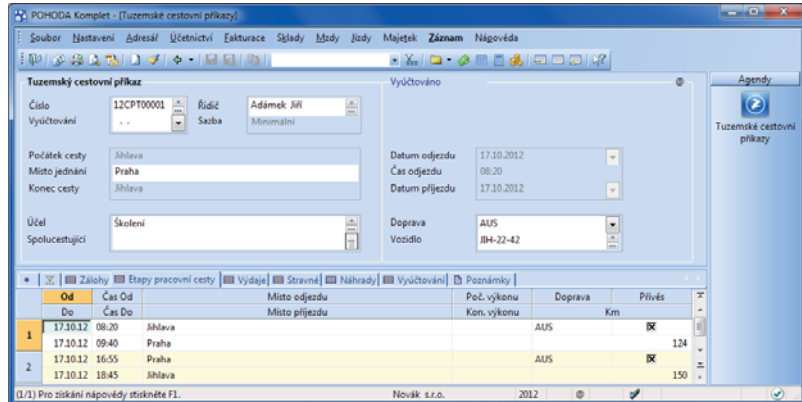 POHODA Komplet - [Tuzemské cestovní příkazy]
Soubor Nastavení Adresář Účetnictví Fakturace Sklady Mzdy Jízdy Majetek Záznam Nápověda
Tuzemský cestovní příkaz
Vyúčtováno
@
Agendy
Číslo 12CPT00001 Řidič Adámek Jiří
Vyúčtování . . Sazba Minimální
Tuzemské cestovní
příkazy
Počátek cesty Jihlava Datum odjezdu 17.10.2012
Místo jednání Praha Čas odjezdu 08:20
Konec cesty Jihlava Datum příjezdu 17.10.2012
Účel Školení Doprava AUS
Spolucestující Vozidlo JIH-22-42
Zálohy Etapy pracovní cesty Výdaje Stravné Náhrady Vyúčtování Poznámky
Od Čas Od Místo odjezdu Poč. výkonu Doprava Přívěs
Do Čas Do Místo příjezdu Kon. výkonu Km
1 17.10.12 08:20 Jihlava AUS
17.10.12 09:40 Praha 124
2 17.10.12 16:55 Praha AUS
17.10.12 18:45 Jihlava 150
(1/1) Pro získání nápovědy stiskněte F1. Novák s.r.o. 2012 @